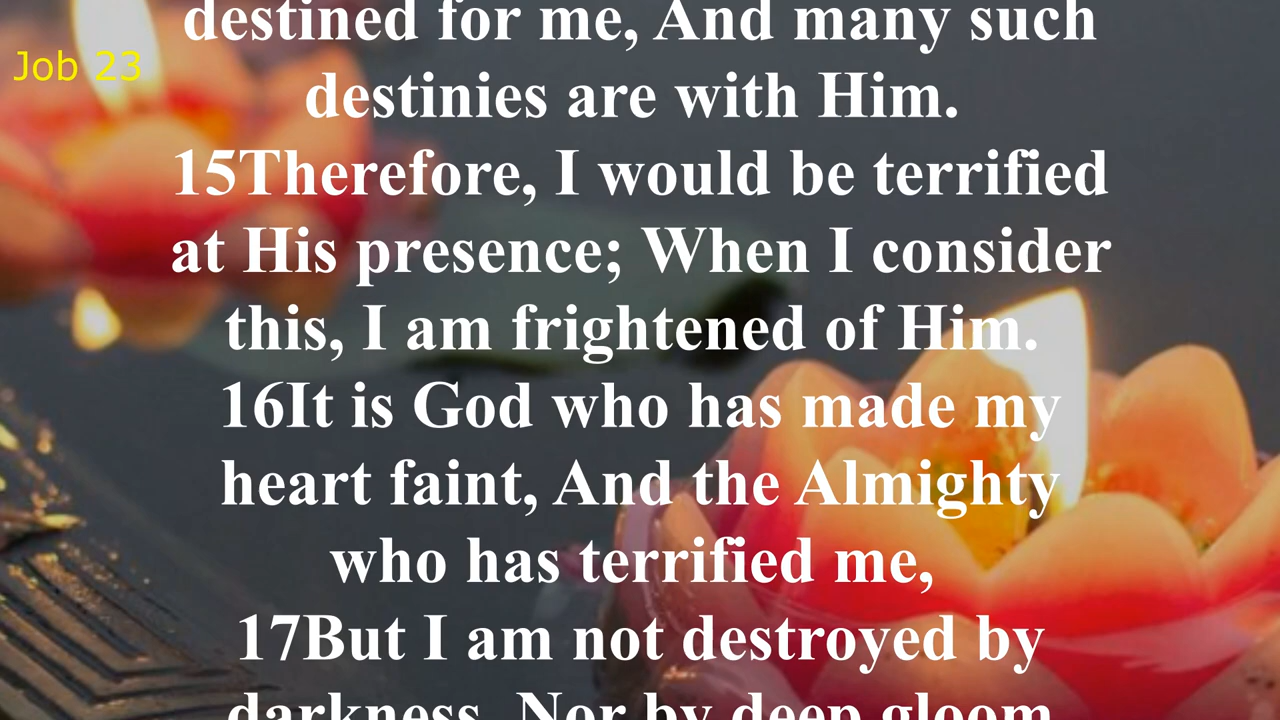 destined for me, And many such
Job 23
destinies are with Him.
15Therefore, I would be terrified
at His presence; When I consider
this, I am frightened of Him.
16It is God who has made my
heart faint, And the Almighty
who has terrified me,
17But I am not destroyed by
darkness, Nor by deep gloom